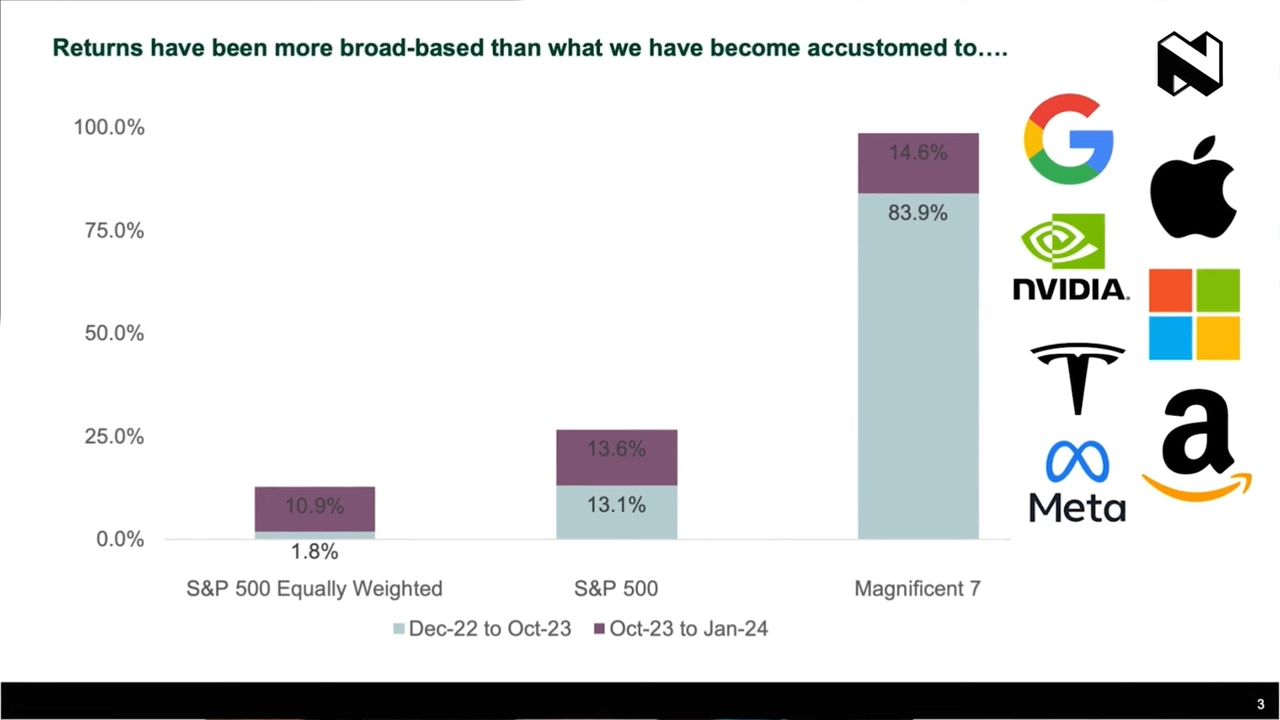 Returns have been more broad-based than what we have become accustomed to....
100.0%
75.0%
50.0%
25.0%
0.0%
10.9%
1.8%
13.6%
13.1%
14.6%
83.9%
S&P 500 Equally Weighted
S&P 500
Magnificent 7
Dec-22 to Oct-23
Oct-23 to Jan-24
N
G
NVIDIA.
T
a
Meta
3